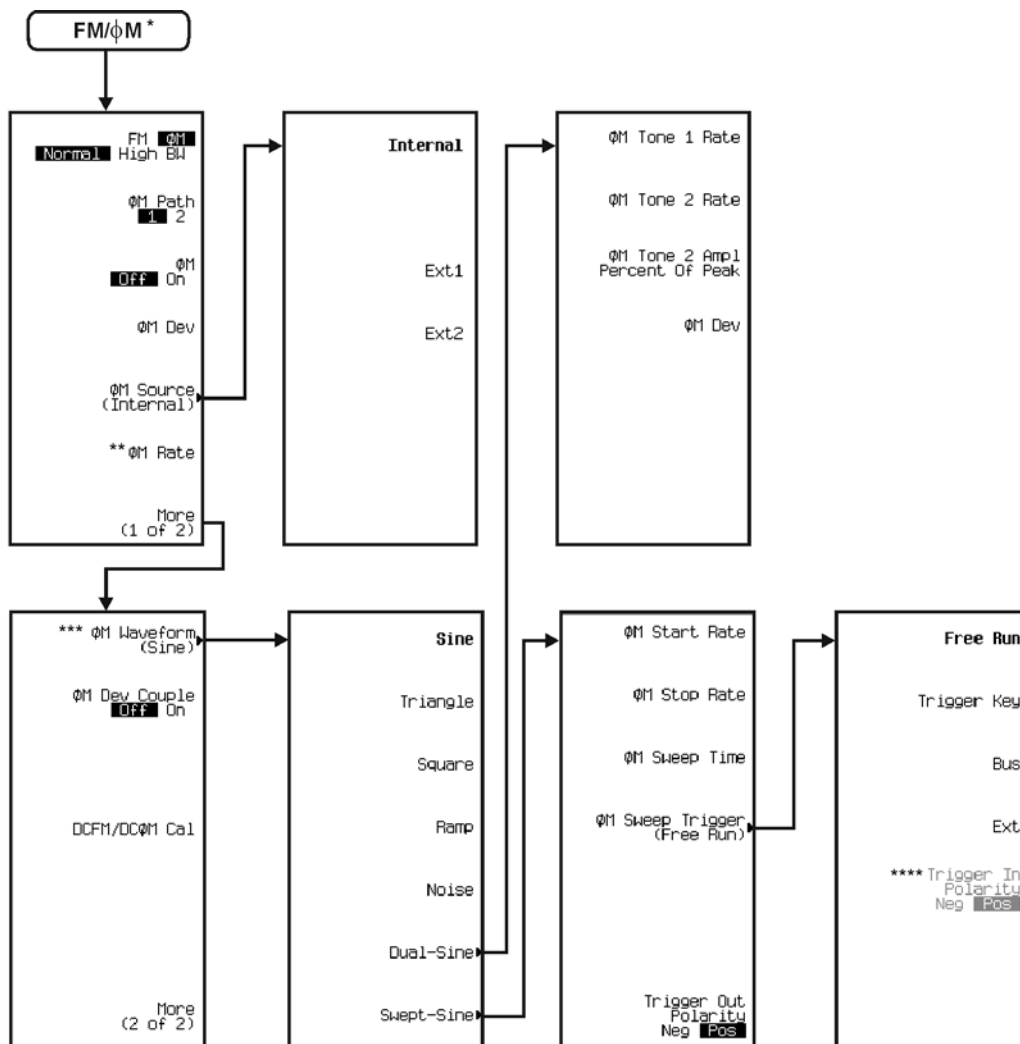 FM/ϕM *
FM ΦM
Normal High BW
ΦM Path
1 2
ΦM
Off On
ΦM Dev
ΦM Source
(Internal)
** ΦM Rate
More
(1 of 2)
Internal
Ext1
Ext2
ΦM Tone 1 Rate
ΦM Tone 2 Rate
ΦM Tone 2 Ampl
Percent Of Peak
ΦM Dev
*** ΦM Waveform
(Sine)
ΦM Dev Couple
Off On
DCFM/DCΦM Cal
More
(2 of 2)
Sine
Triangle
Square
Ramp
Noise
Dual-Sine
Swept-Sine
ΦM Start Rate
ΦM Stop Rate
ΦM Sweep Time
ΦM Sweep Trigger
(Free Run)
Trigger Out
Polarity
Neg Pos
Free Run
Trigger Key
Bus
Ext
**** Trigger In
Polarity
Neg Pos